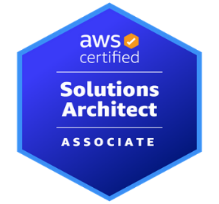 aws
certified
Solutions
Architect
ASSOCIATE